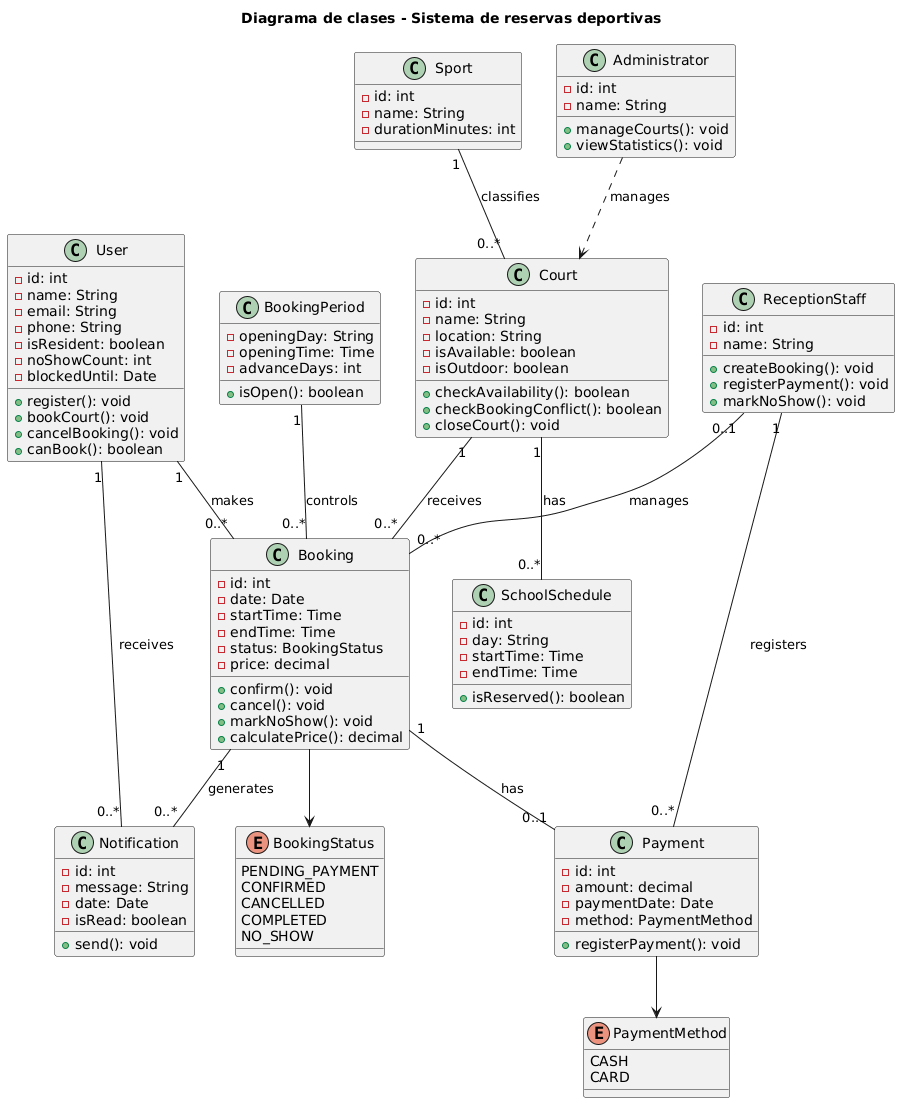 Diagrama de clases - Sistema de reservas deportivas
C Sport
id: int
name: String
durationMinutes: int
C Administrator
id: int
name: String
manageCourts(): void
viewStatistics(): void
1
classifies
0..*
manages
C User
id: int
name: String
email: String
phone: String
isResident: boolean
noShowCount: int
blockedUntil: Date
register(): void
bookCourt(): void
cancelBooking(): void
canBook(): boolean
C BookingPeriod
openingDay: String
openingTime: Time
advanceDays: int
isOpen(): boolean
C Court
id: int
name: String
location: String
isAvailable: boolean
isOutdoor: boolean
checkAvailability(): boolean
checkBookingConflict(): boolean
closeCourt(): void
C ReceptionStaff
id: int
name: String
createBooking(): void
registerPayment(): void
markNoShow(): void
1
receives
0..*
1
makes
0..*
1
controls
0..*
1
receives
0..*
1
has
0..*
0..1
manages
0..*
1
registers
0..*
C Booking
id: int
date: Date
startTime: Time
endTime: Time
status: BookingStatus
price: decimal
confirm(): void
cancel(): void
markNoShow(): void
calculatePrice(): decimal
C SchoolSchedule
id: int
day: String
startTime: Time
endTime: Time
isReserved(): boolean
1
generates
0..*
1
has
0..1
C Notification
id: int
message: String
date: Date
isRead: boolean
send(): void
E BookingStatus
PENDING_PAYMENT
CONFIRMED
CANCELLED
COMPLETED
NO_SHOW
C Payment
id: int
amount: decimal
paymentDate: Date
method: PaymentMethod
registerPayment(): void
E PaymentMethod
CASH
CARD